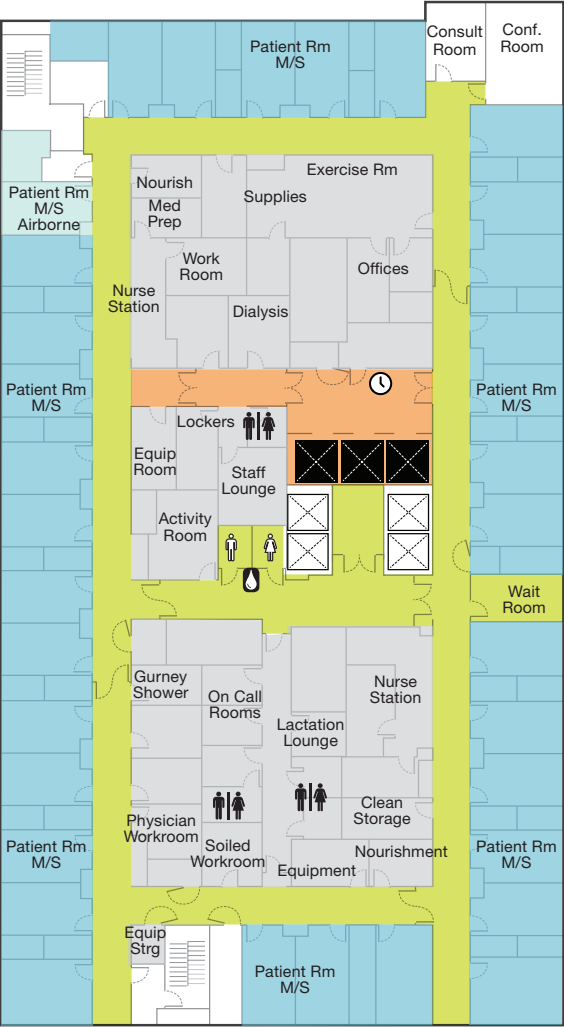 Consult
Room
Conf.
Room
Patient Rm
M/S
Exercise Rm
Nourish
Supplies
Patient Rm
M/S
Airborne
Med
Prep
Work
Room
Offices
Nurse
Station
Dialysis
Patient Rm
M/S
Patient Rm
M/S
Lockers
Equip
Room
Staff
Lounge
Activity
Room
Wait
Room
Gurney
Shower
Nurse
Station
On Call
Rooms
Lactation
Lounge
Clean
Storage
Physician
Workroom
Patient Rm
M/S
Soiled
Workroom
Nourishment
Patient Rm
M/S
Equipment
Equip
Strg
Patient Rm
M/S